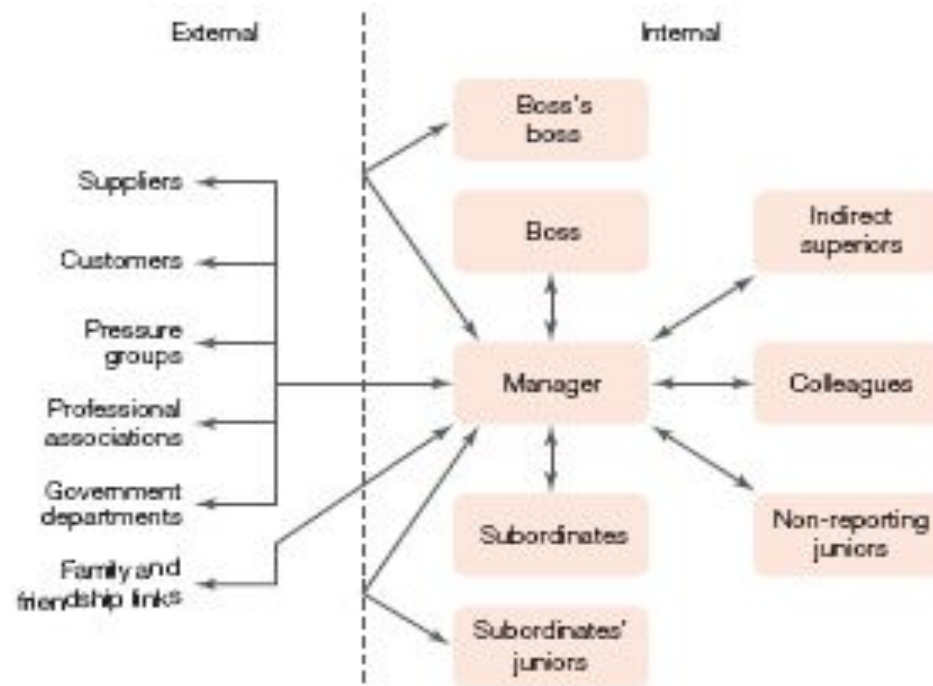 External
Internal
Boss's
boss
Suppliers
Boss
Indirect
superiors
Customers
Pressure
groups
Manager
Colleagues
Professional
associations
Government
departments
Subordinates
Non-reporting
juniors
Family and
friendship links
Subordinates'
juniors